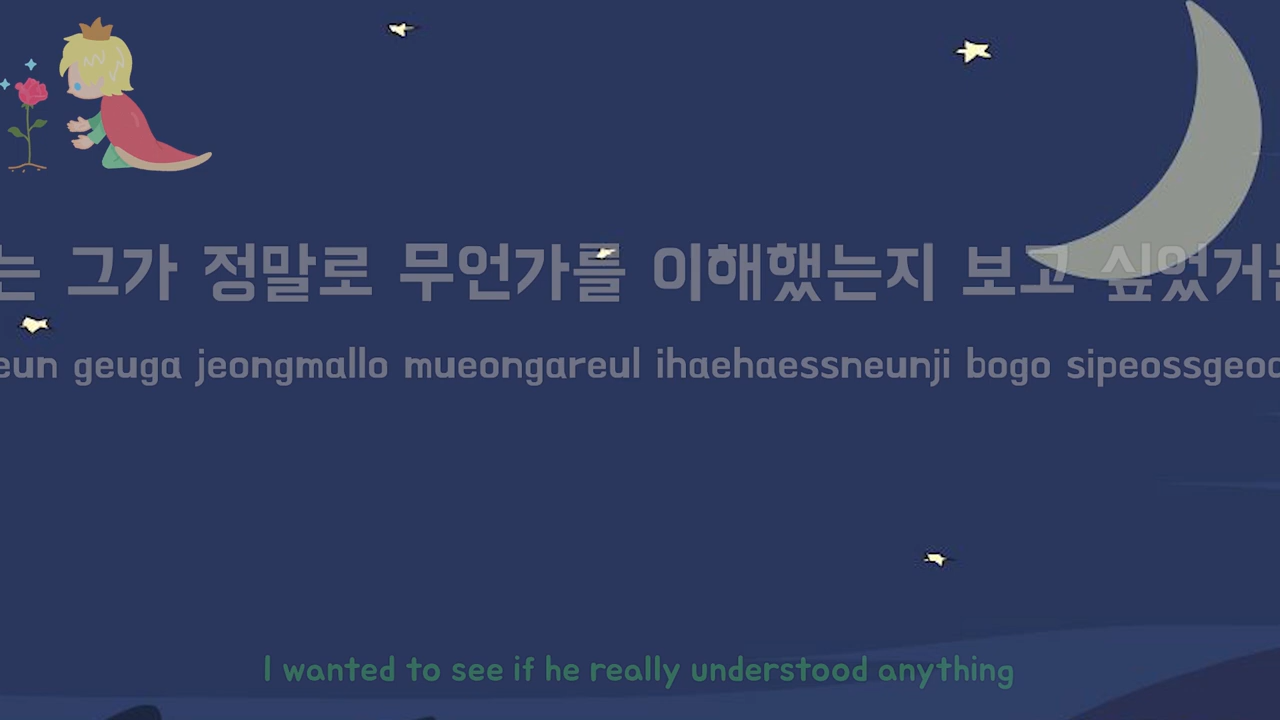 는 그가 정말로 무언가를 이해했는지 보고 싶었거
eun geuga jeongmallo mueongareul ihaehaessneunji bogo sipeossgeo
I wanted to see if he really understood anything